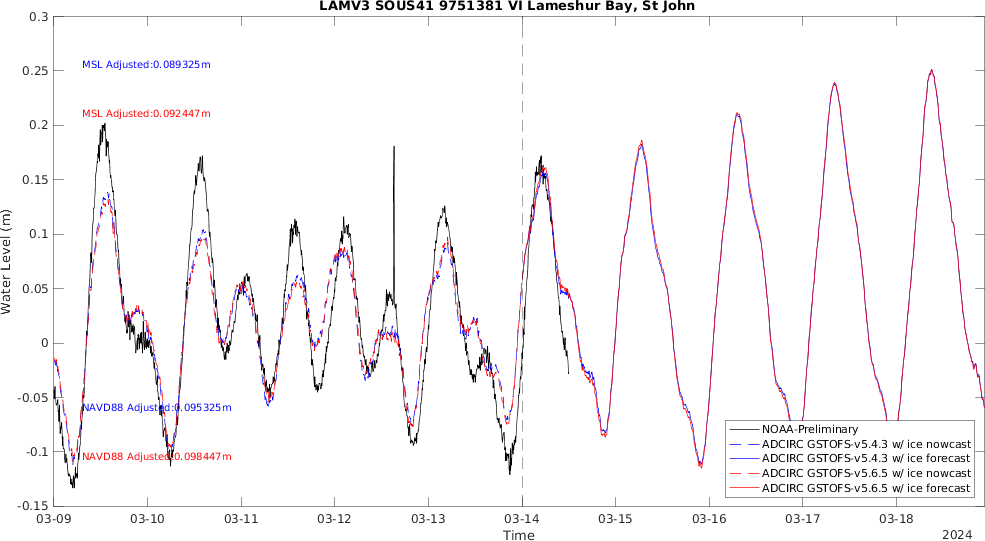 LAMV3 SOUS41 9751381 VI Lameshur Bay, St John
0.3
0.25
0.2
0.15
0.1
0.05
0
-0.05
-0.1
-0.15
Water Level (m)
MSL Adjusted:0.089325m
MSL Adjusted:0.092447m
NAVD88 Adjusted:0.095325m
NAVD88 Adjusted:0.098447m
NOAA-Preliminary
ADCIRC GSTOFS-v5.4.3 w/ ice nowcast
ADCIRC GSTOFS-v5.4.3 w/ ice forecast
ADCIRC GSTOFS-v5.6.5 w/ ice nowcast
ADCIRC GSTOFS-v5.6.5 w/ ice forecast
03-09 03-10 03-11 03-12 03-13 03-14 03-15 03-16 03-17 03-18
Time
2024